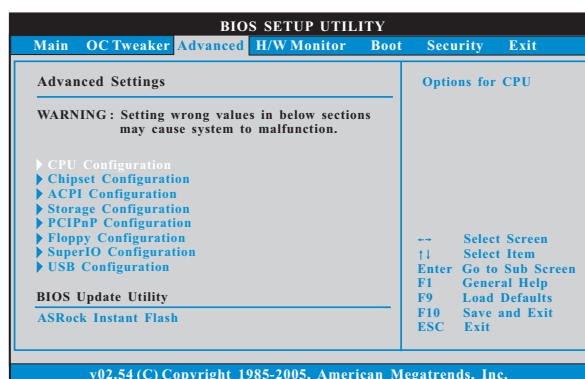 BIOS SETUP UTILITY
Main OC Tweaker Advanced H/W Monitor Boot Security Exit
Advanced Settings
WARNING : Setting wrong values in below sections
may cause system to malfunction.
CPU Configuration
Chipset Configuration
ACPI Configuration
Storage Configuration
PCIPnP Configuration
Floppy Configuration
SuperIO Configuration
USB Configuration
BIOS Update Utility
ASRock Instant Flash
Options for CPU
←→ Select Screen
↑↓ Select Item
Enter Go to Sub Screen
F1 General Help
F9 Load Defaults
F10 Save and Exit
ESC Exit
v02.54 (C) Copyright 1985-2005, American Megatrends, Inc.